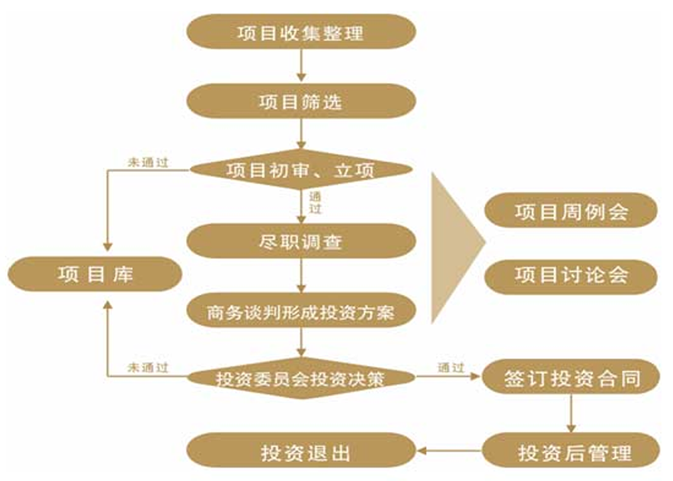 项目收集整理
项目筛选
未通过
项目初审、立项
通过
项目周例会
尽职调查
项目库
项目讨论会
商务谈判形成投资方案
未通过
投资委员会投资决策
通过
签订投资合同
投资退出
投资后管理